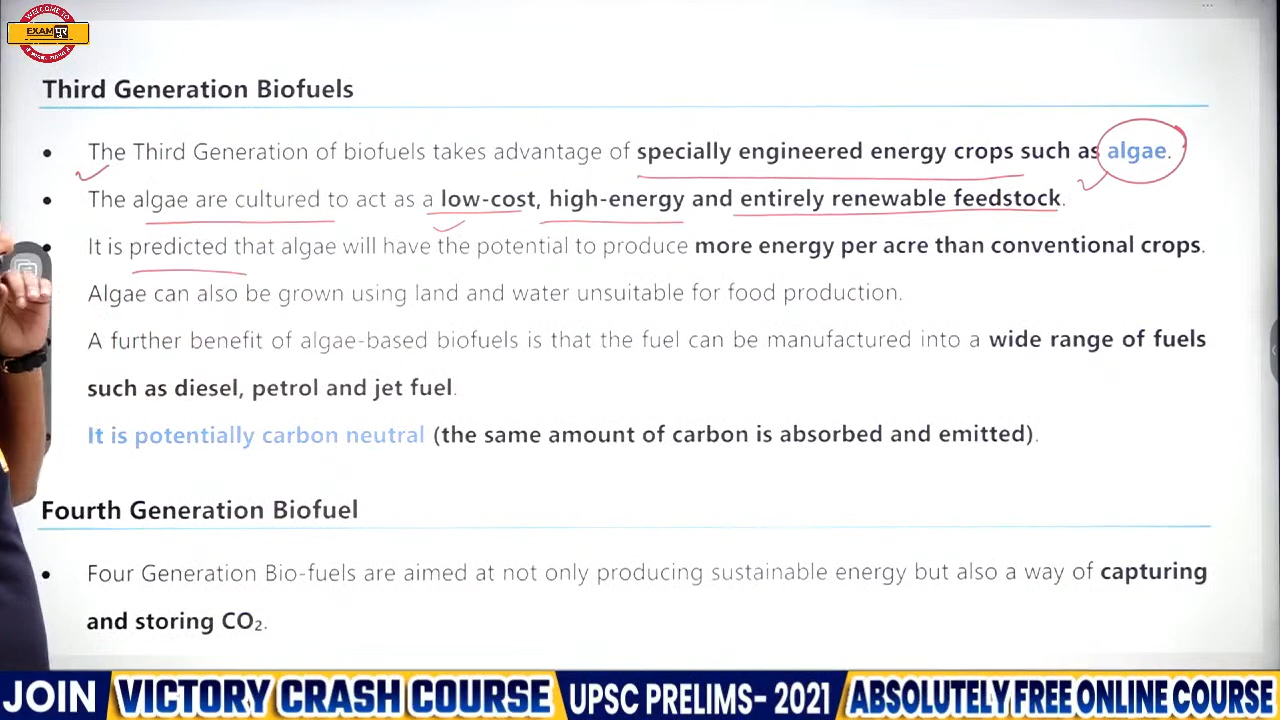 WELCOME TO
EXAM पुर
Third Generation Biofuels
• The Third Generation of biofuels takes advantage of specially engineered energy crops such as algae.
• The algae are cultured to act as a low-cost, high-energy and entirely renewable feedstock.
• It is predicted that algae will have the potential to produce more energy per acre than conventional crops.
Algae can also be grown using land and water unsuitable for food production.
A further benefit of algae-based biofuels is that the fuel can be manufactured into a wide range of fuels
such as diesel, petrol and jet fuel.
It is potentially carbon neutral (the same amount of carbon is absorbed and emitted).
Fourth Generation Biofuel
• Four Generation Bio-fuels are aimed at not only producing sustainable energy but also a way of capturing
and storing CO₂.
JOIN VICTORY CRASH COURSE UPSC PRELIMS- 2021 ABSOLUTELY FREE ONLINE COURSE